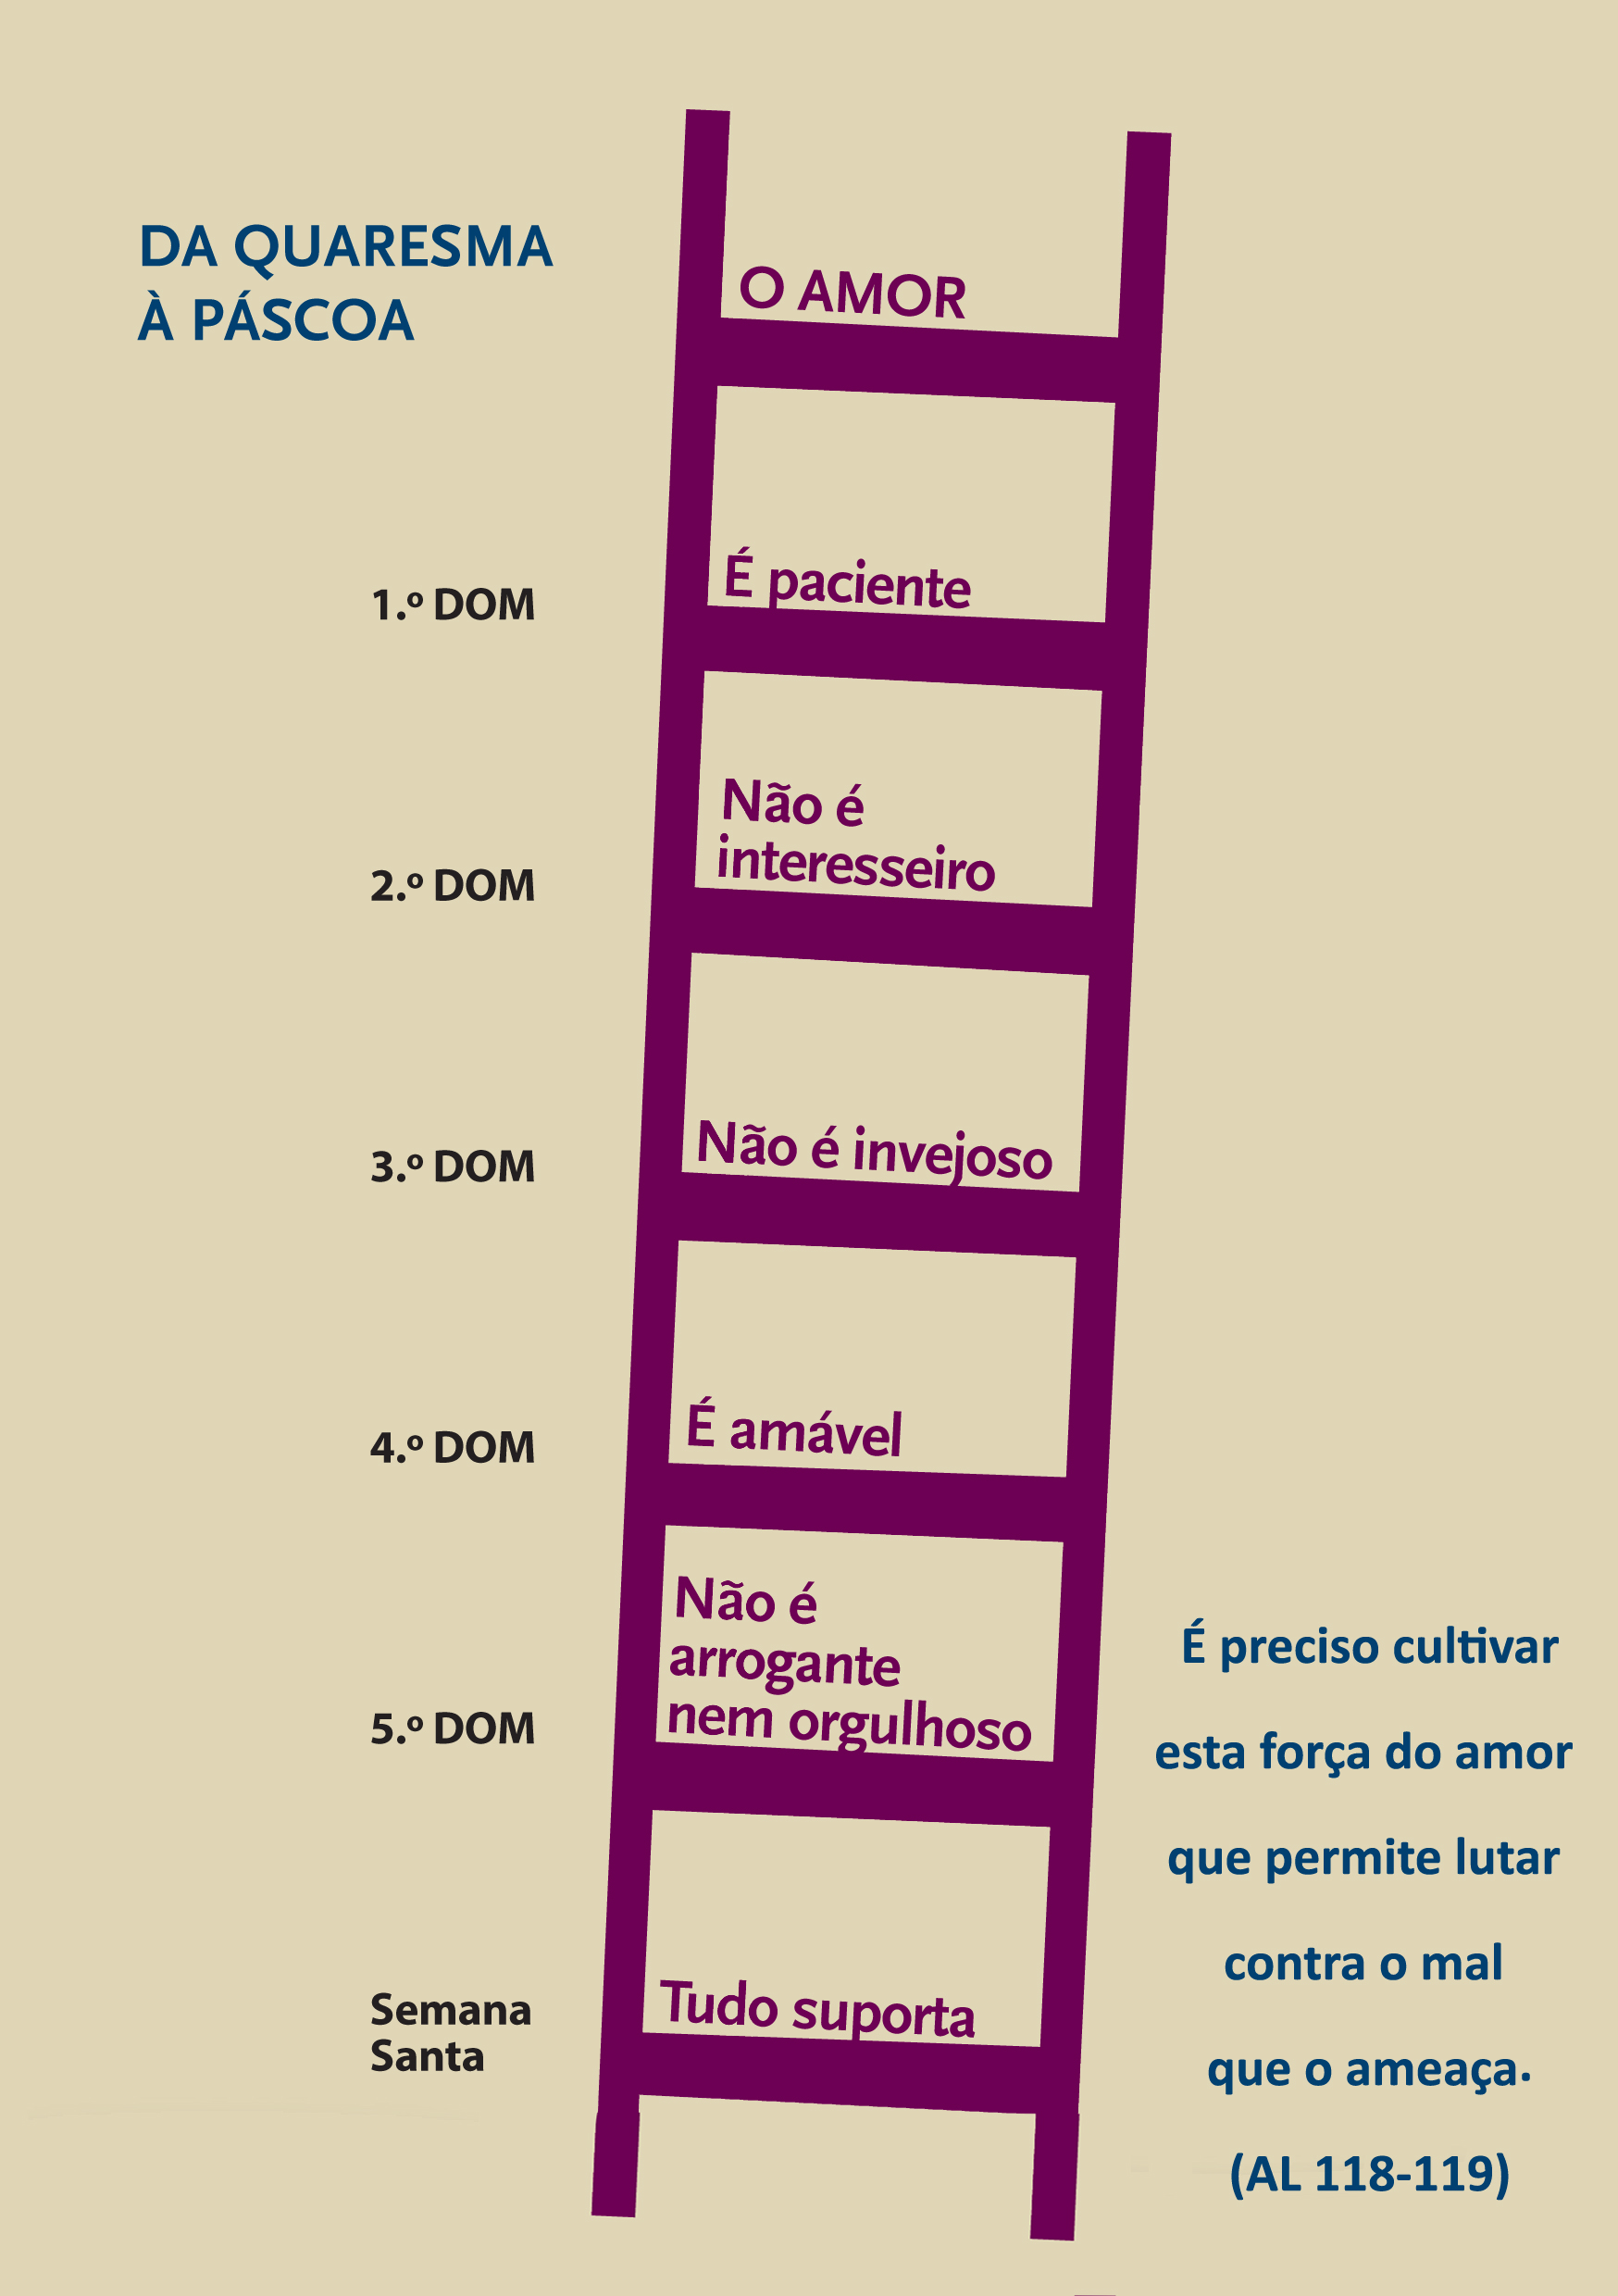 DA QUARESMA
À PÁSCOA
O AMOR
1.º DOM
É paciente
2.º DOM
Não é
interesseiro
3.º DOM
Não é invejoso
4.º DOM
É amável
5.º DOM
Não é
arrogante
nem orgulhoso
Semana
Santa
Tudo suporta
É preciso cultivar
esta força do amor
que permite lutar
contra o mal
que o ameaça.
(AL 118-119)